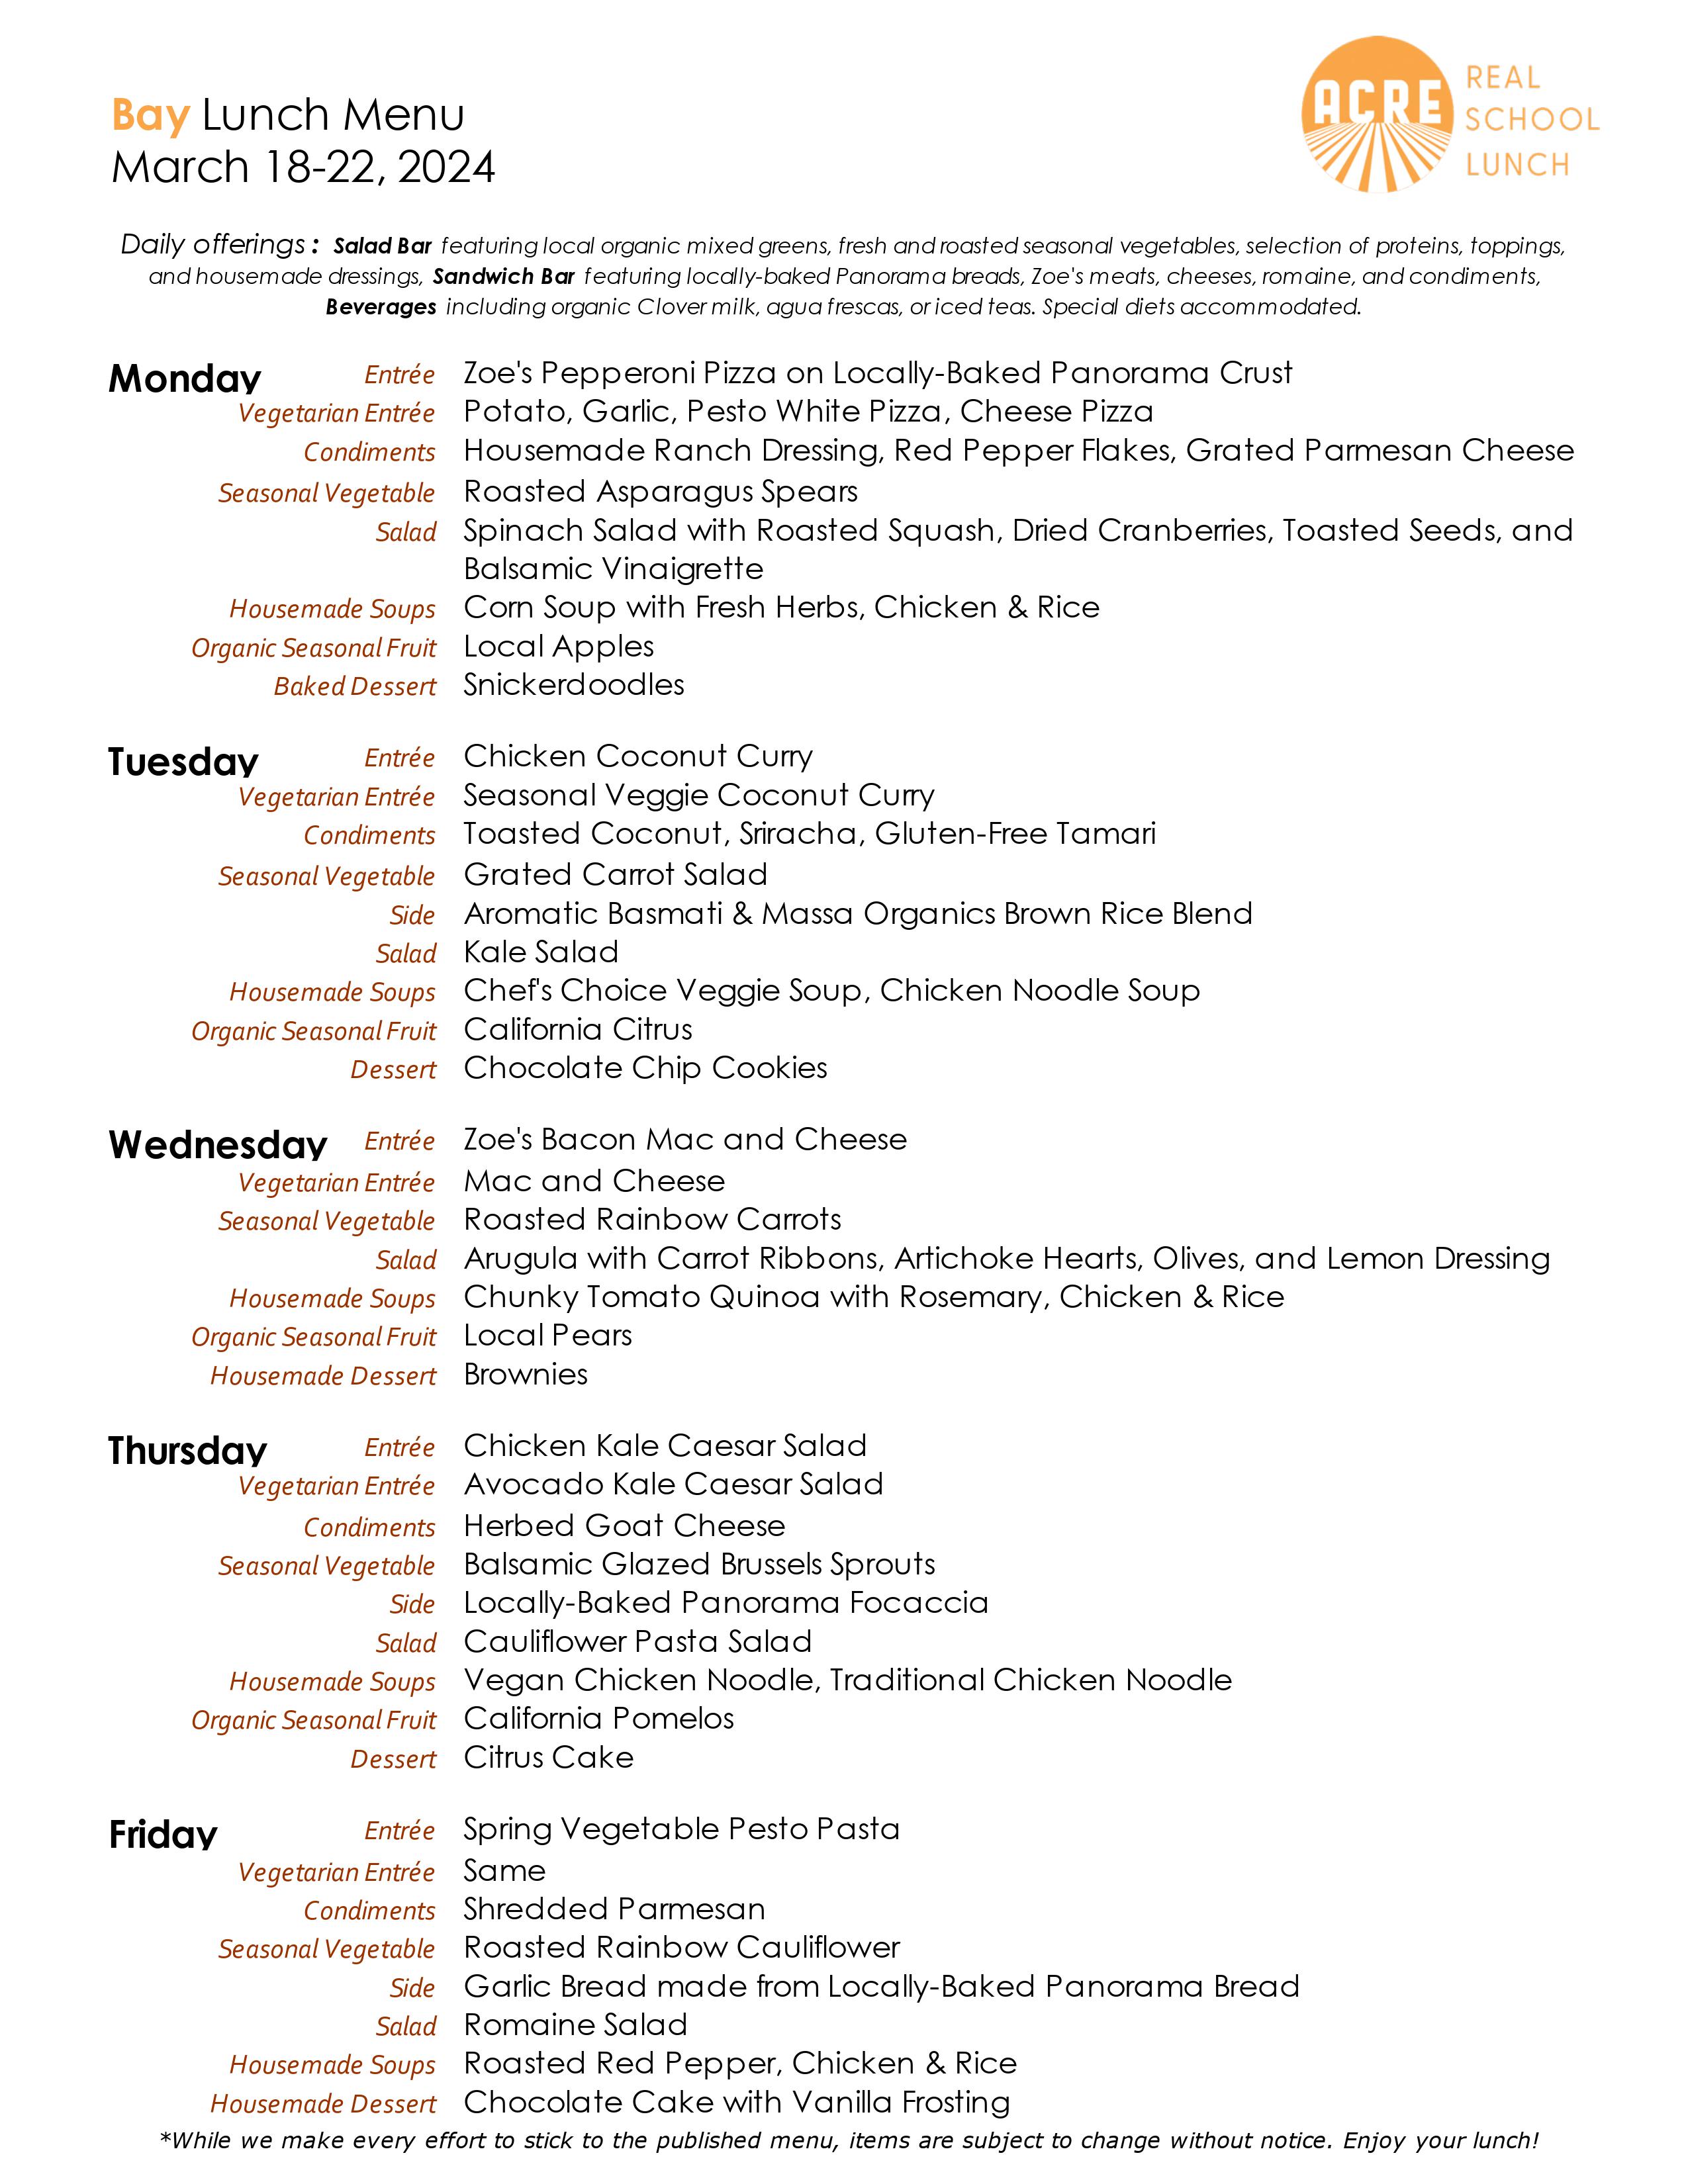 Bay Lunch Menu
March 18-22, 2024
ACRE
REAL
SCHOOL
LUNCH
Daily offerings : Salad Bar featuring local organic mixed greens, fresh and roasted seasonal vegetables, selection of proteins, toppings,
and housemade dressings, Sandwich Bar featuring locally-baked Panorama breads, Zoe's meats, cheeses, romaine, and condiments,
Beverages including organic Clover milk, agua frescas, or iced teas. Special diets accommodated.
Monday Entrée Zoe's Pepperoni Pizza on Locally-Baked Panorama Crust
Vegetarian Entrée Potato, Garlic, Pesto White Pizza, Cheese Pizza
Condiments Housemade Ranch Dressing, Red Pepper Flakes, Grated Parmesan Cheese
Seasonal Vegetable Roasted Asparagus Spears
Salad Spinach Salad with Roasted Squash, Dried Cranberries, Toasted Seeds, and
Balsamic Vinaigrette
Housemade Soups Corn Soup with Fresh Herbs, Chicken & Rice
Organic Seasonal Fruit Local Apples
Baked Dessert Snickerdoodles
Tuesday Entrée Chicken Coconut Curry
Vegetarian Entrée Seasonal Veggie Coconut Curry
Condiments Toasted Coconut, Sriracha, Gluten-Free Tamari
Seasonal Vegetable Grated Carrot Salad
Side Aromatic Basmati & Massa Organics Brown Rice Blend
Salad Kale Salad
Housemade Soups Chef's Choice Veggie Soup, Chicken Noodle Soup
Organic Seasonal Fruit California Citrus
Dessert Chocolate Chip Cookies
Wednesday Entrée Zoe's Bacon Mac and Cheese
Vegetarian Entrée Mac and Cheese
Seasonal Vegetable Roasted Rainbow Carrots
Salad Arugula with Carrot Ribbons, Artichoke Hearts, Olives, and Lemon Dressing
Housemade Soups Chunky Tomato Quinoa with Rosemary, Chicken & Rice
Organic Seasonal Fruit Local Pears
Housemade Dessert Brownies
Thursday Entrée Chicken Kale Caesar Salad
Vegetarian Entrée Avocado Kale Caesar Salad
Condiments Herbed Goat Cheese
Seasonal Vegetable Balsamic Glazed Brussels Sprouts
Side Locally-Baked Panorama Focaccia
Salad Cauliflower Pasta Salad
Housemade Soups Vegan Chicken Noodle, Traditional Chicken Noodle
Organic Seasonal Fruit California Pomelos
Dessert Citrus Cake
Friday Entrée Spring Vegetable Pesto Pasta
Vegetarian Entrée Same
Condiments Shredded Parmesan
Seasonal Vegetable Roasted Rainbow Cauliflower
Side Garlic Bread made from Locally-Baked Panorama Bread
Salad Romaine Salad
Housemade Soups Roasted Red Pepper, Chicken & Rice
Housemade Dessert Chocolate Cake with Vanilla Frosting
*While we make every effort to stick to the published menu, items are subject to change without notice. Enjoy your lunch!